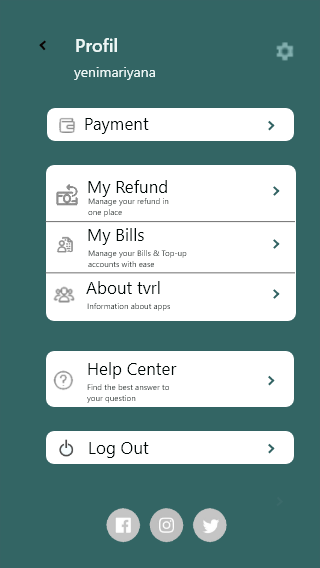 Profil
yenimariyana
Payment
My Refund
Manage your refund in
one place
My Bills
Manage your Bills & Top-up
accounts with ease
About tvrl
Information about apps
Help Center
Find the best answer to
your question
Log Out